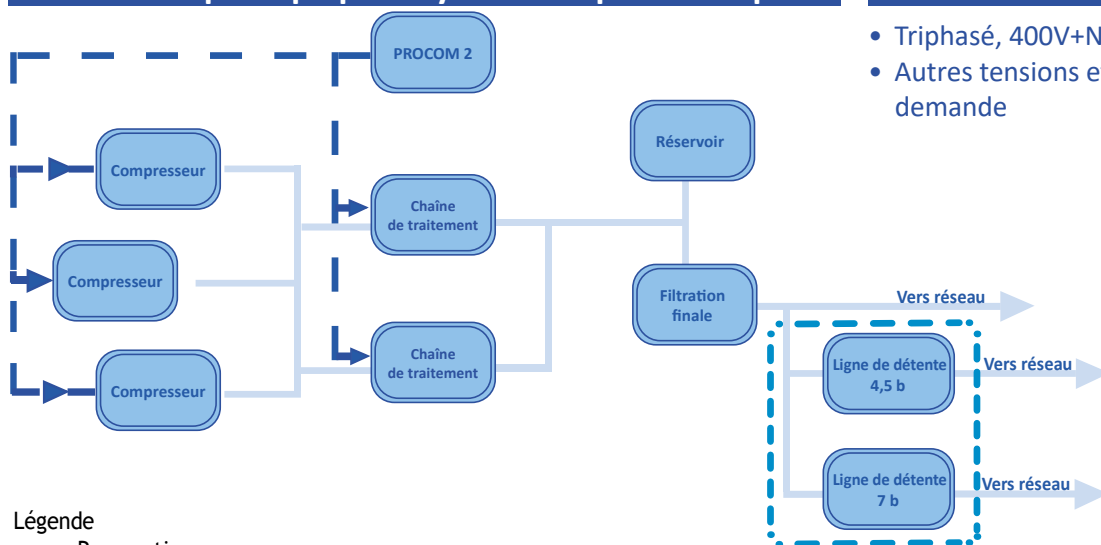 PROCOM 2
• Triphasé, 400V+N
• Autres tensions
demande
Réservoir
Compresseur
Chaîne
de traitement
Compresseur
Filtration
finale
Vers réseau
Chaîne
de traitement
Ligne de détente
4,5 b
Vers réseau
Compresseur
Ligne de détente
7 b
Vers réseau
Légende